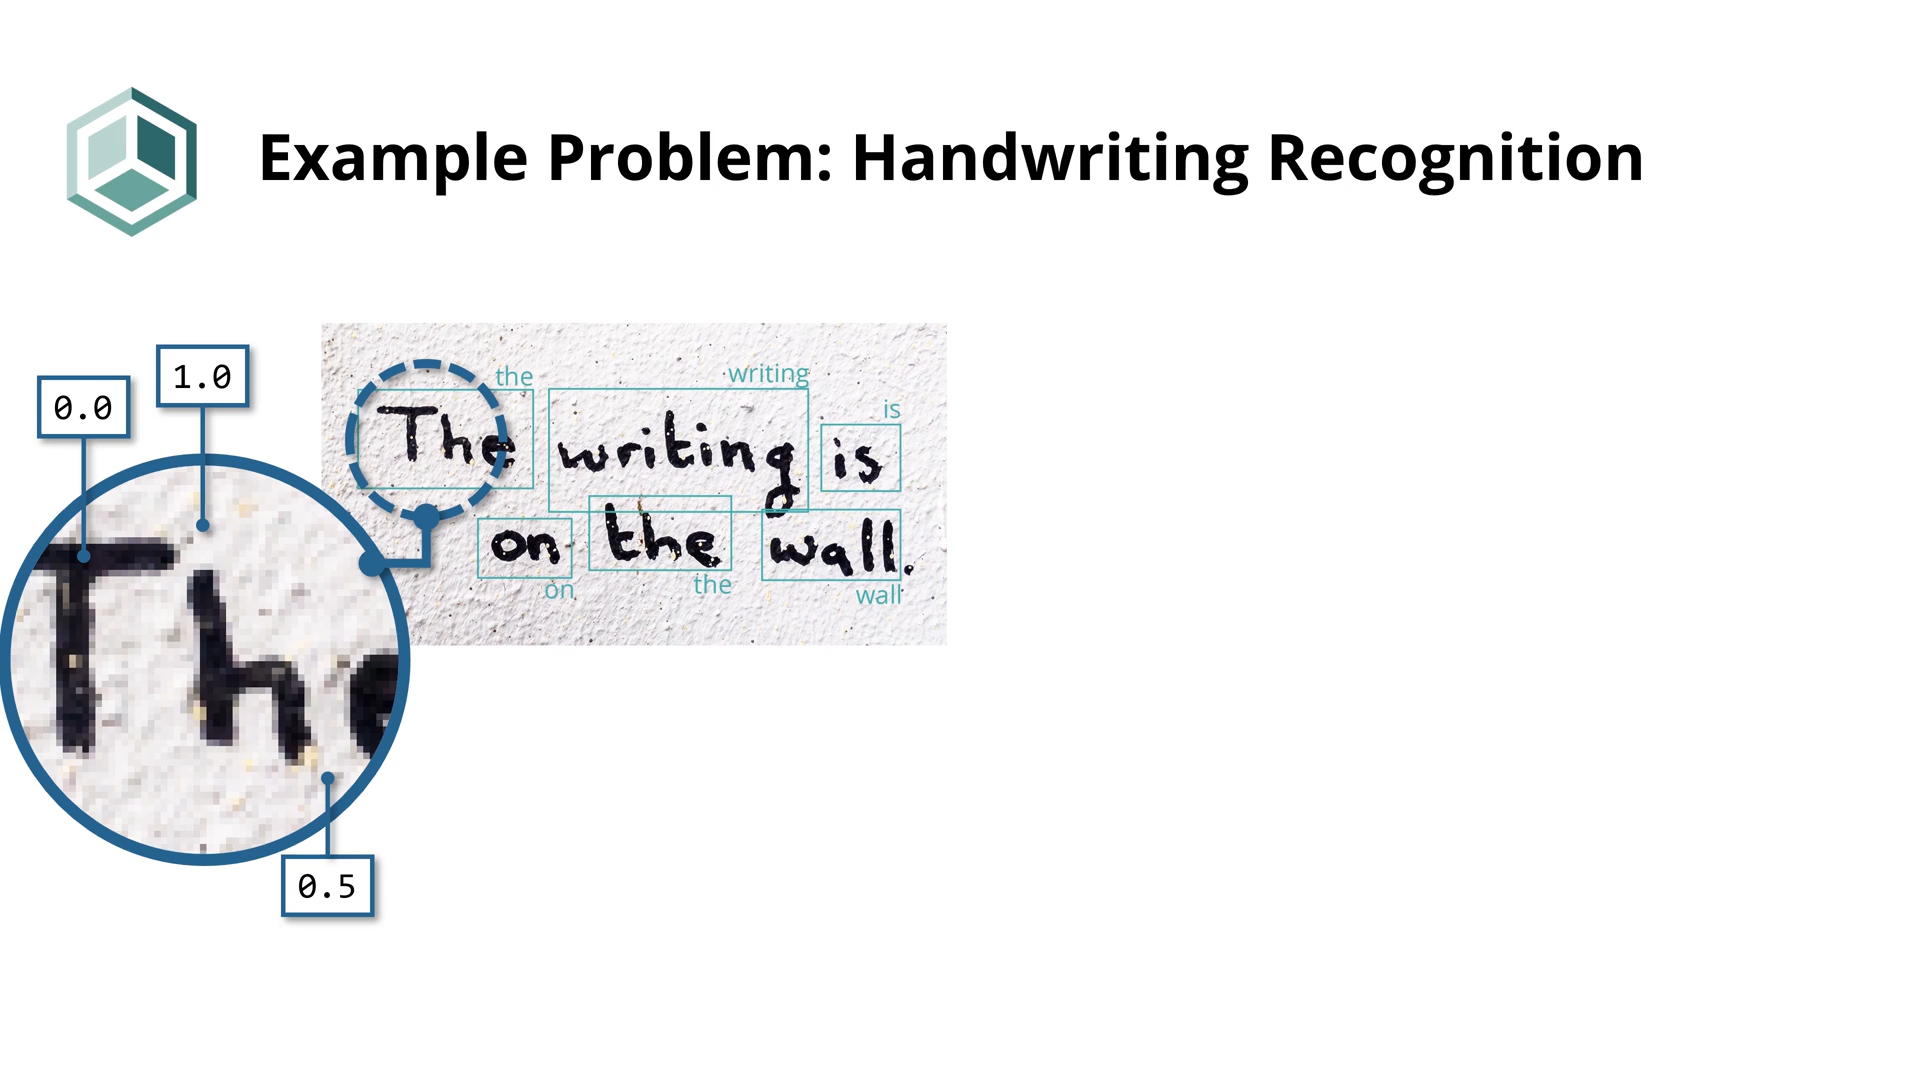 Example Problem: Handwriting Recognition
0.0
1.0
0.5
the
writing
is
The writing is
on the wall.
on
the
wall